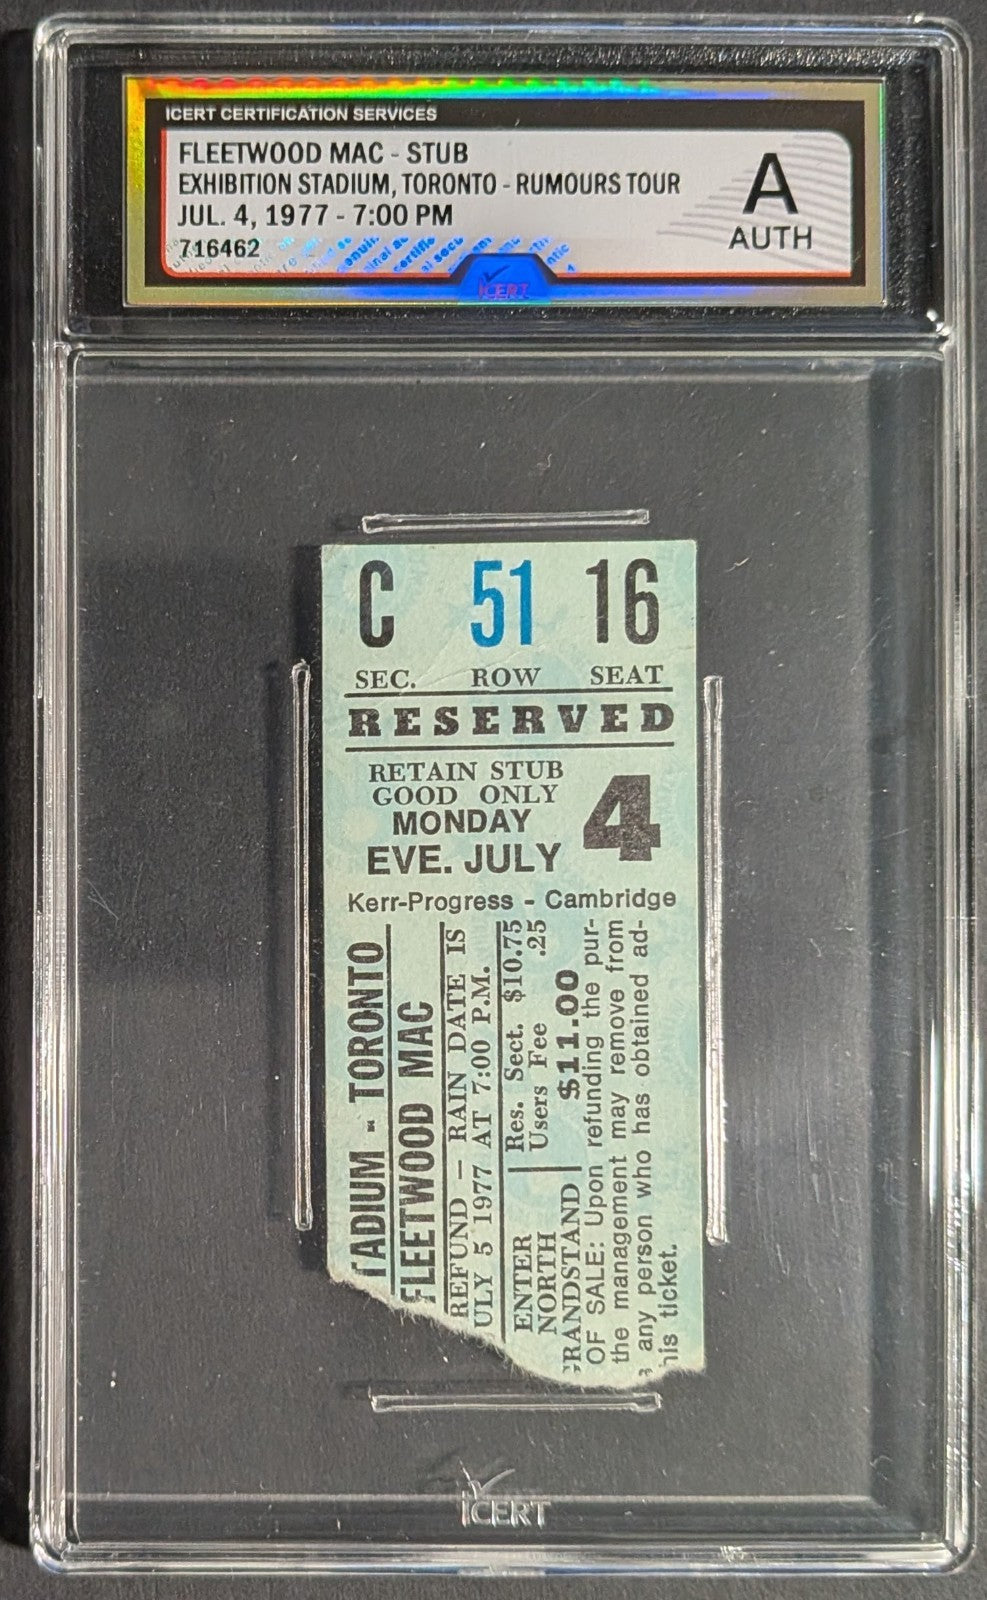 ICERT CERTIFICATION SERVICES
FLEETWOOD MAC - STUB
EXHIBITION STADIUM, TORONTO - RUMOURS TOUR
JUL. 4, 1977 - 7:00 PM
716462
A
AUTH
ICERT
C 51 16
SEC. ROW SEAT
RESERVED
RETAIN STUB
GOOD ONLY
MONDAY
EVE. JULY 4
Kerr-Progress - Cambridge
TADIUM - TORONTO
FLEETWOOD MAC
REFUND - RAIN DATE IS
ULY 5 1977 AT 7:00 P.M.
ENTER
NORTH
GRANDSTAND
Res. Sect. $10.75
Users Fee .25
$11.00
OF SALE: Upon refunding the pur-
the management may remove from
any person who has obtained ad-
his ticket.
ICERT